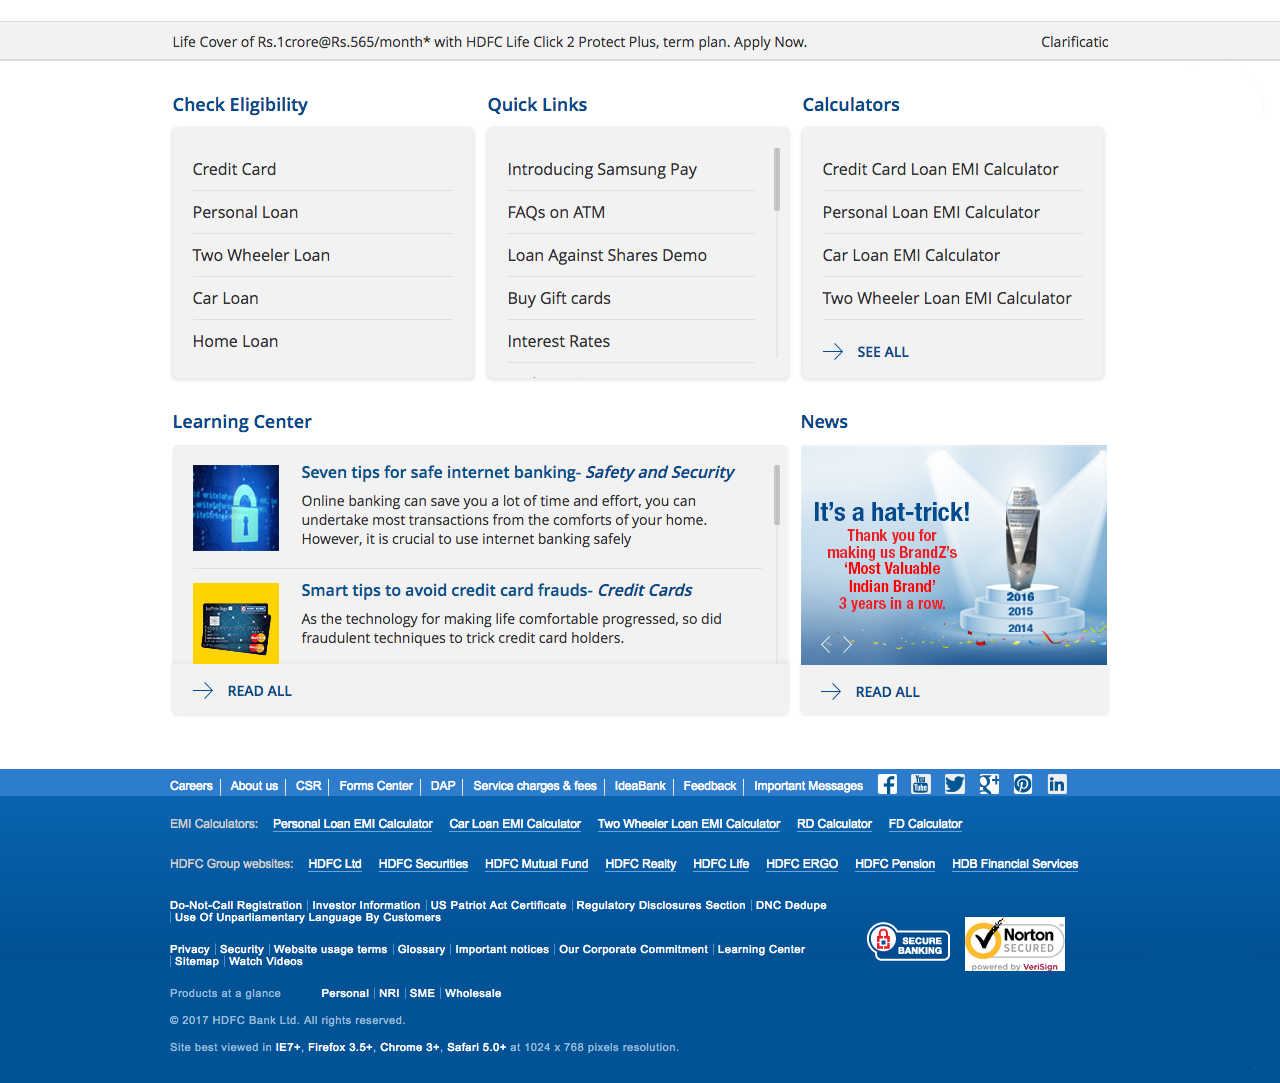 Life Cover of Rs.1crore@Rs.565/month* with HDFC Life Click 2 Protect Plus, term plan. Apply Now. Clarificatic
Check Eligibility
Credit Card
Personal Loan
Two Wheeler Loan
Car Loan
Home Loan
Quick Links
Introducing Samsung Pay
FAQs on ATM
Loan Against Shares Demo
Buy Gift cards
Interest Rates
Calculators
Credit Card Loan EMI Calculator
Personal Loan EMI Calculator
Car Loan EMI Calculator
Two Wheeler Loan EMI Calculator
SEE ALL
Learning Center
Seven tips for safe internet banking- Safety and Security
Online banking can save you a lot of time and effort, you can
undertake most transactions from the comforts of your home.
However, it is crucial to use internet banking safely
Smart tips to avoid credit card frauds- Credit Cards
As the technology for making life comfortable progressed, so did
fraudulent techniques to trick credit card holders.
READ ALL
News
It's a hat-trick!
Thank you for
making us BrandZ's
'Most Valuable
Indian Brand'
3 years in a row.
2016
2015
2014
READ ALL
Careers About us CSR Forms Center DAP Service charges & fees IdeaBank Feedback Important Messages
EMI Calculators: Personal Loan EMI Calculator Car Loan EMI Calculator Two Wheeler Loan EMI Calculator RD Calculator FD Calculator
HDFC Group websites: HDFC Ltd HDFC Securities HDFC Mutual Fund HDFC Realty HDFC Life HDFC ERGO HDFC Pension HDB Financial Services
Do-Not-Call Registration Investor Information US Patriot Act Certificate Regulatory Disclosures Section DNC Dedupe
Use Of Unparliamentary Language By Customers
Privacy Security Website usage terms Glossary Important notices Our Corporate Commitment Learning Center
Sitemap Watch Videos
SECURE
BANKING
Norton
SECURED
powered by VeriSign
Products at a glance Personal NRI SME Wholesale
© 2017 HDFC Bank Ltd. All rights reserved.
Site best viewed in IE7+, Firefox 3.5+, Chrome 3+, Safari 5.0+ at 1024 x 768 pixels resolution.